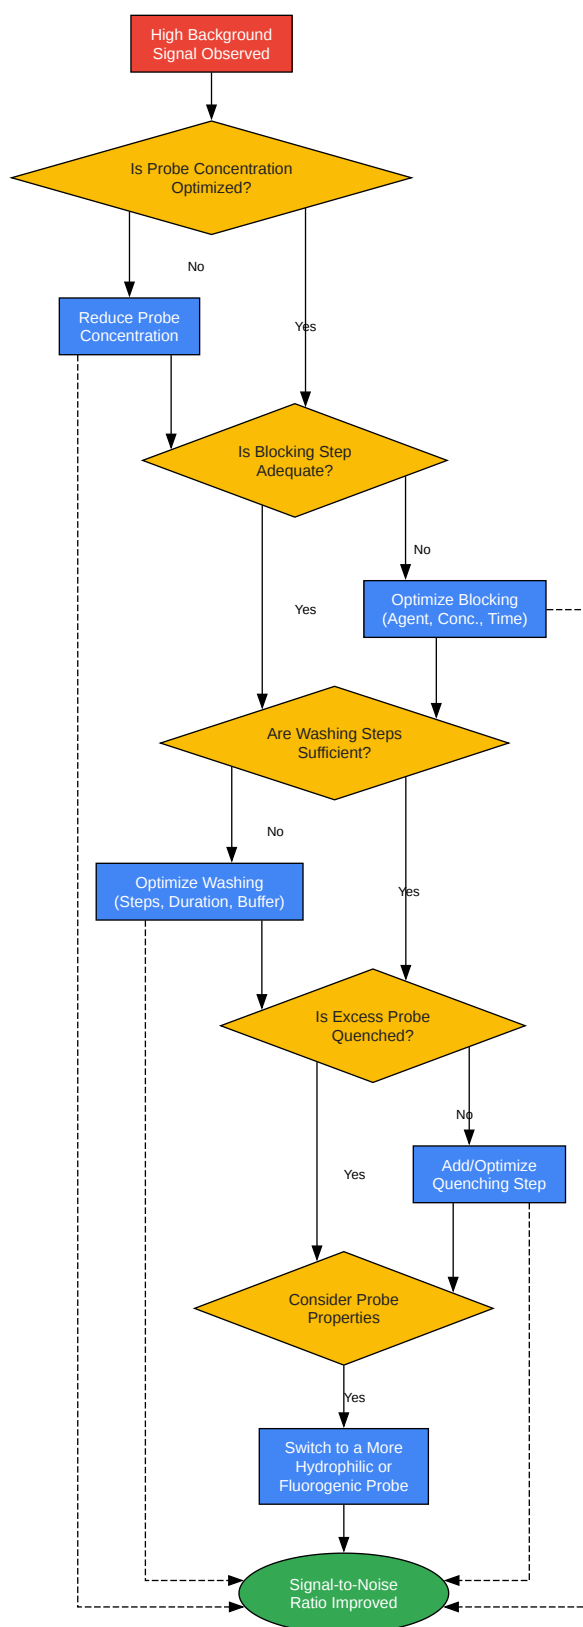 High Background
Signal Observed
Is Probe Concentration
Optimized?
No
Reduce Probe
Concentration
Yes
Is Blocking Step
Adequate?
No
Optimize Blocking
(Agent, Conc., Time)
Yes
Are Washing Steps
Sufficient?
No
Optimize Washing
(Steps, Duration, Buffer)
Yes
Is Excess Probe
Quenched?
No
Add/Optimize
Quenching Step
Yes
Consider Probe
Properties
Yes
Switch to a More
Hydrophilic or
Fluorogenic Probe
Signal-to-Noise
Ratio Improved